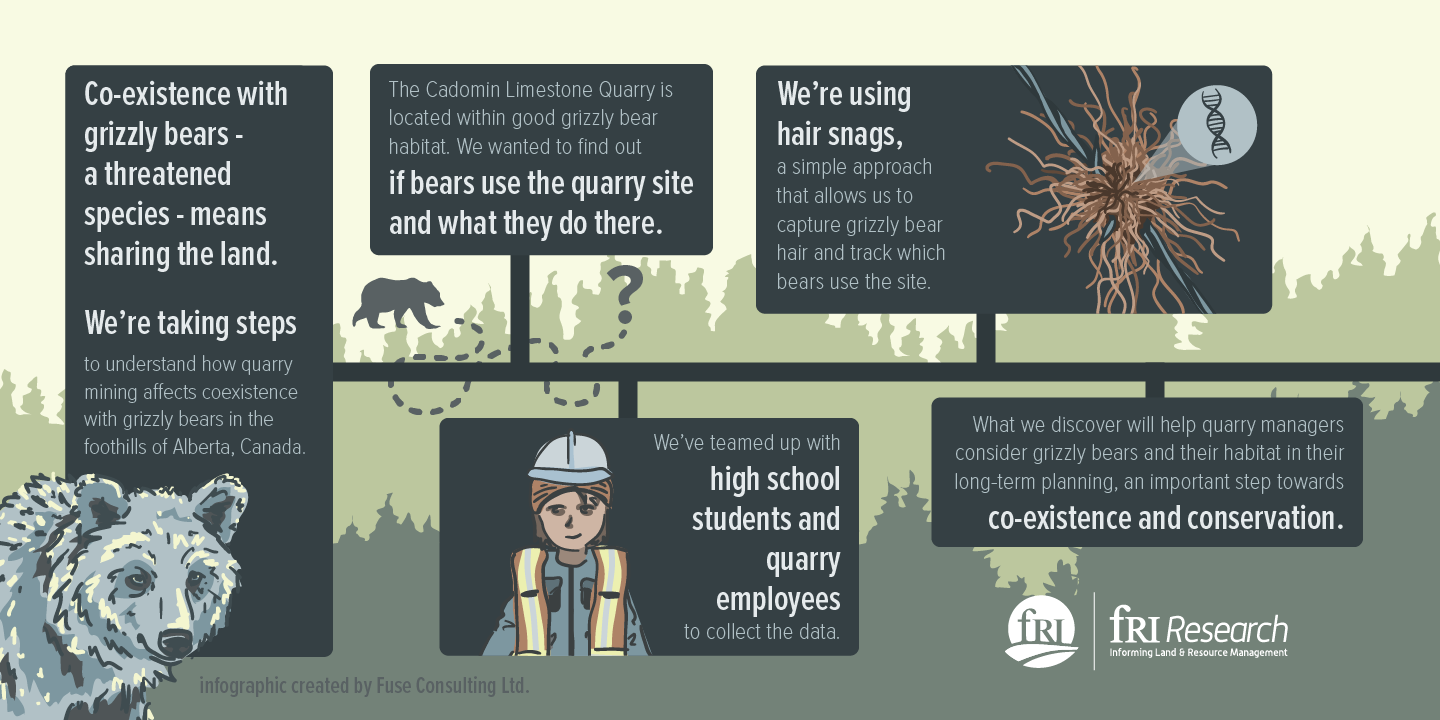 Co-existence with
grizzly bears -
a threatened
species - means
sharing the land.
We're taking steps
to understand how quarry
mining affects coexistence
with grizzly bears in the
foothills of Alberta, Canada.
The Cadomin Limestone Quarry is
located within good grizzly bear
habitat. We wanted to find out
if bears use the quarry site
and what they do there.
?
We've teamed up with
high school
students and
quarry
employees
to collect the data.
We're using
hair snags,
a simple approach
that allows us to
capture grizzly bear
hair and track which
bears use the site.
What we discover will help quarry managers
consider grizzly bears and their habitat in their
long-term planning, an important step towards
co-existence and conservation.
fRI
fRI Research
Informing Land & Resource Management
infographic created by Fuse Consulting Ltd.